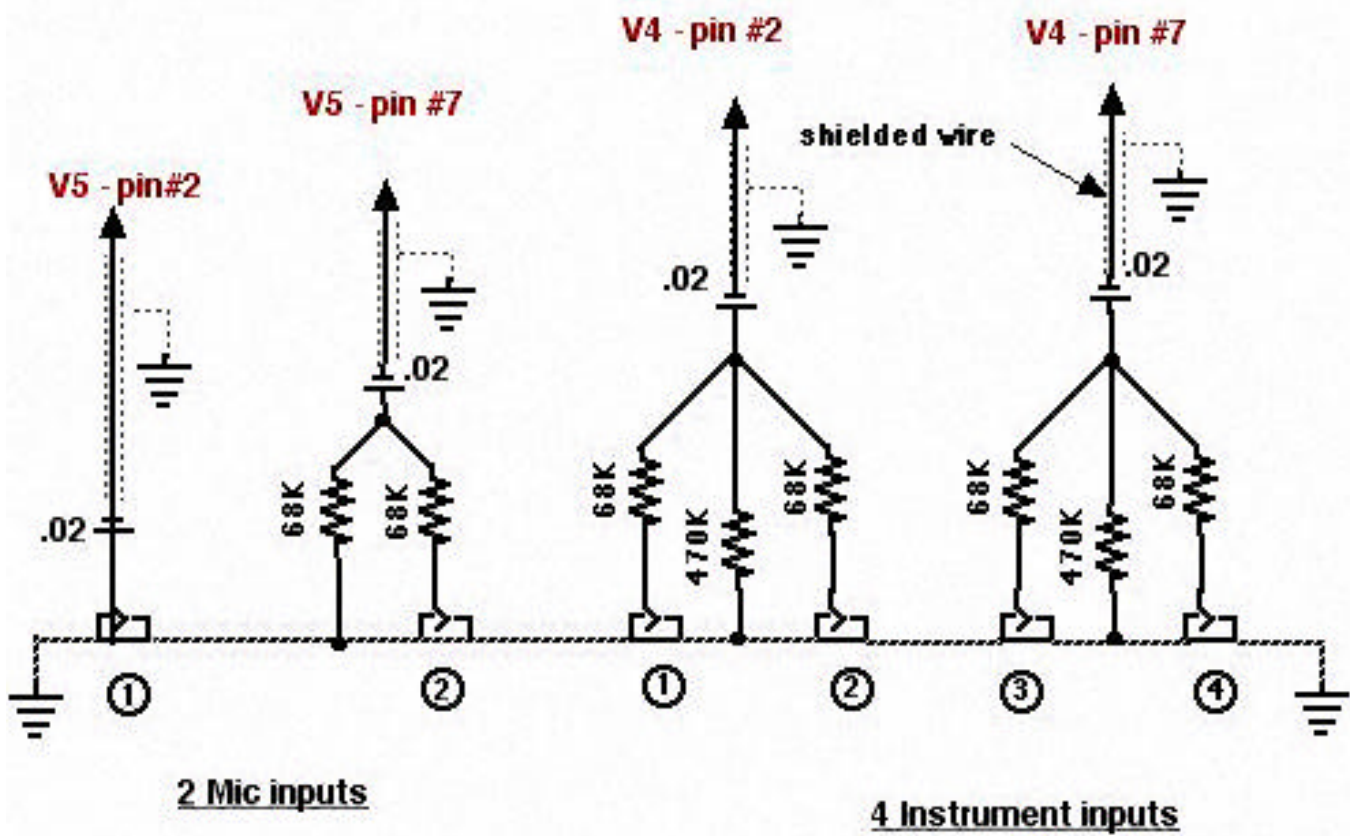 V4 - pin #2
V4 - pin #7
V5 - pin #7
shielded wire
V5 - pin#2
.02
.02
.02
.02
68K
68K
68K
470K
68K
68K
470K
68K
1
2
1
2
3
4
2 Mic inputs
4 Instrument inputs